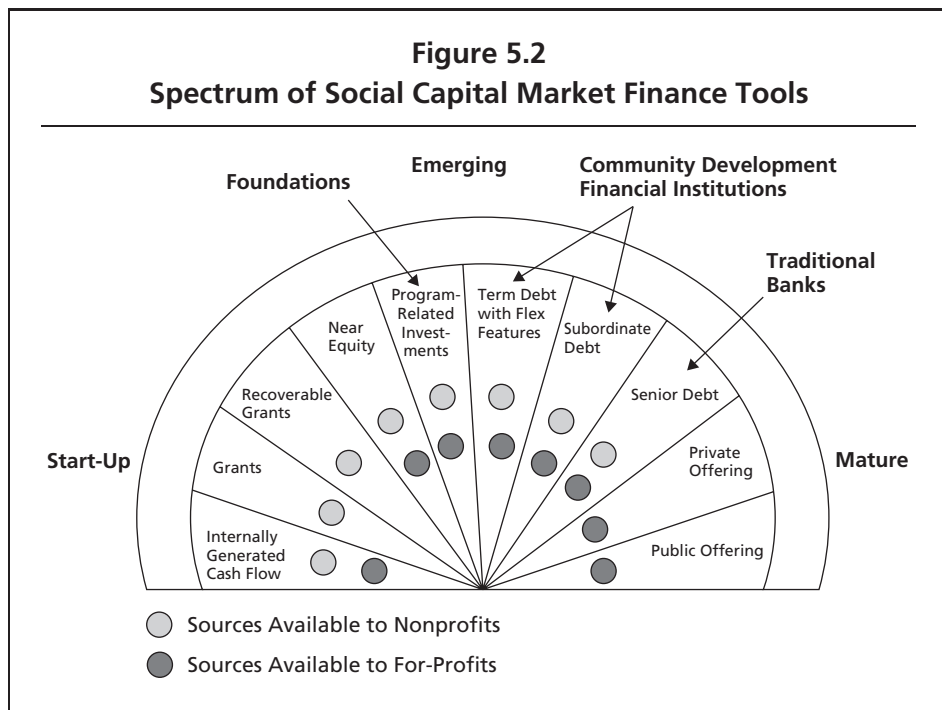 Figure 5.2
Spectrum of Social Capital Market Finance Tools
Emerging
Foundations
Community Development
Financial Institutions
Traditional
Banks
Start-Up
Mature
Internally
Generated
Cash Flow
Grants
Recoverable
Grants
Near
Equity
Program-
Related
Invest-
ments
Term Debt
with Flex
Features
Subordinate
Debt
Senior Debt
Private
Offering
Public Offering
Sources Available to Nonprofits
Sources Available to For-Profits